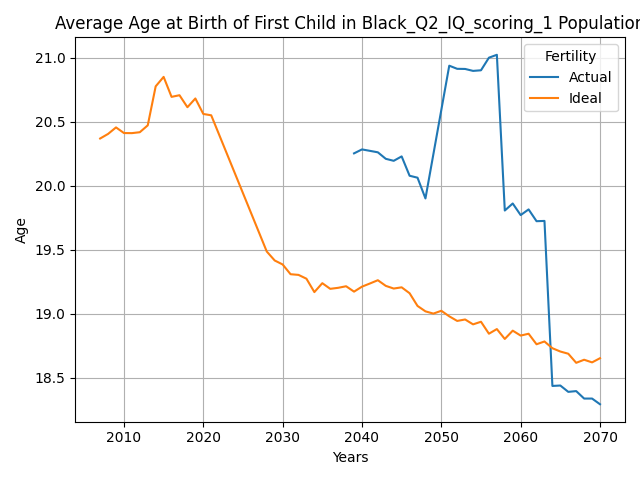 Average Age at Birth of First Child in Black_Q2_IQ_scoring_1 Population
Fertility
Actual
Ideal
21.0
20.5
20.0
19.5
19.0
18.5
Age
2010 2020 2030 2040 2050 2060 2070
Years